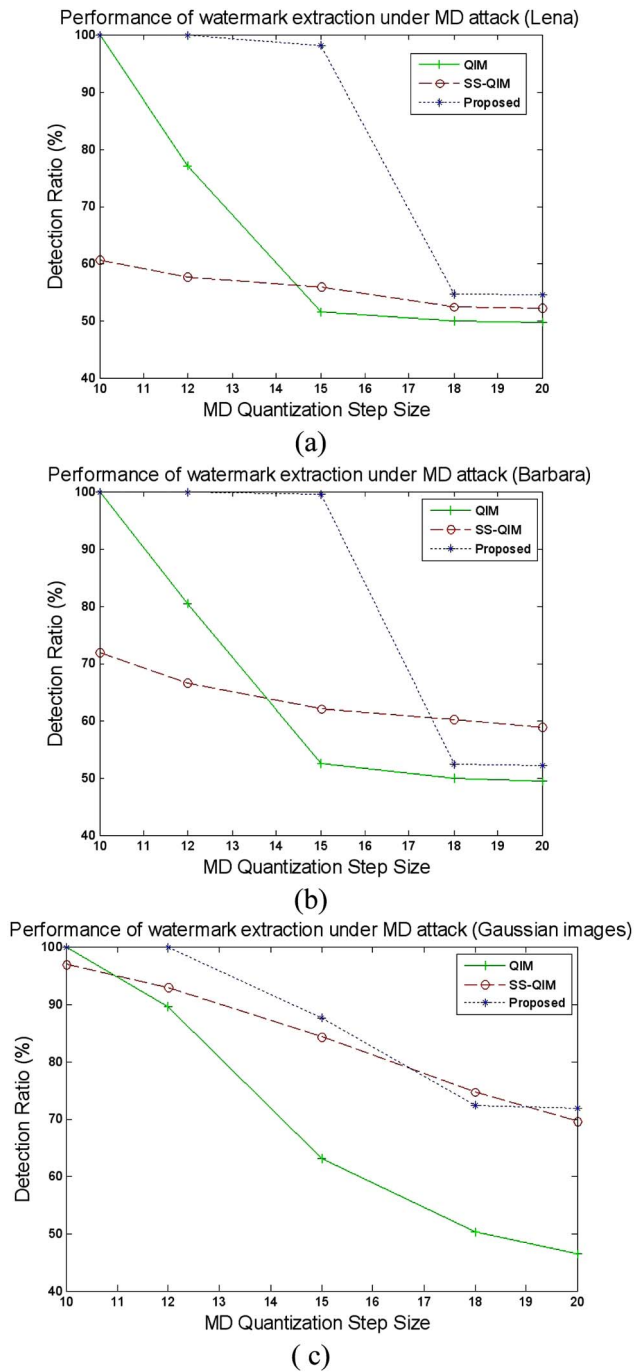 Performance of watermark extraction under MD attack (Lena)
100
90
80
70
60
50
40
Detection Ratio (%)
QIM
SS-QIM
Proposed
10 11 12 13 14 15 16 17 18 19 20
MD Quantization Step Size
(a)
Performance of watermark extraction under MD attack (Barbara)
100
90
80
70
60
50
40
Detection Ratio (%)
QIM
SS-QIM
Proposed
10 11 12 13 14 15 16 17 18 19 20
MD Quantization Step Size
(b)
Performance of watermark extraction under MD attack (Gaussian images)
100
90
80
70
60
50
40
Detection Ratio (%)
QIM
SS-QIM
Proposed
10 11 12 13 14 15 16 17 18 19 20
MD Quantization Step Size
( c)